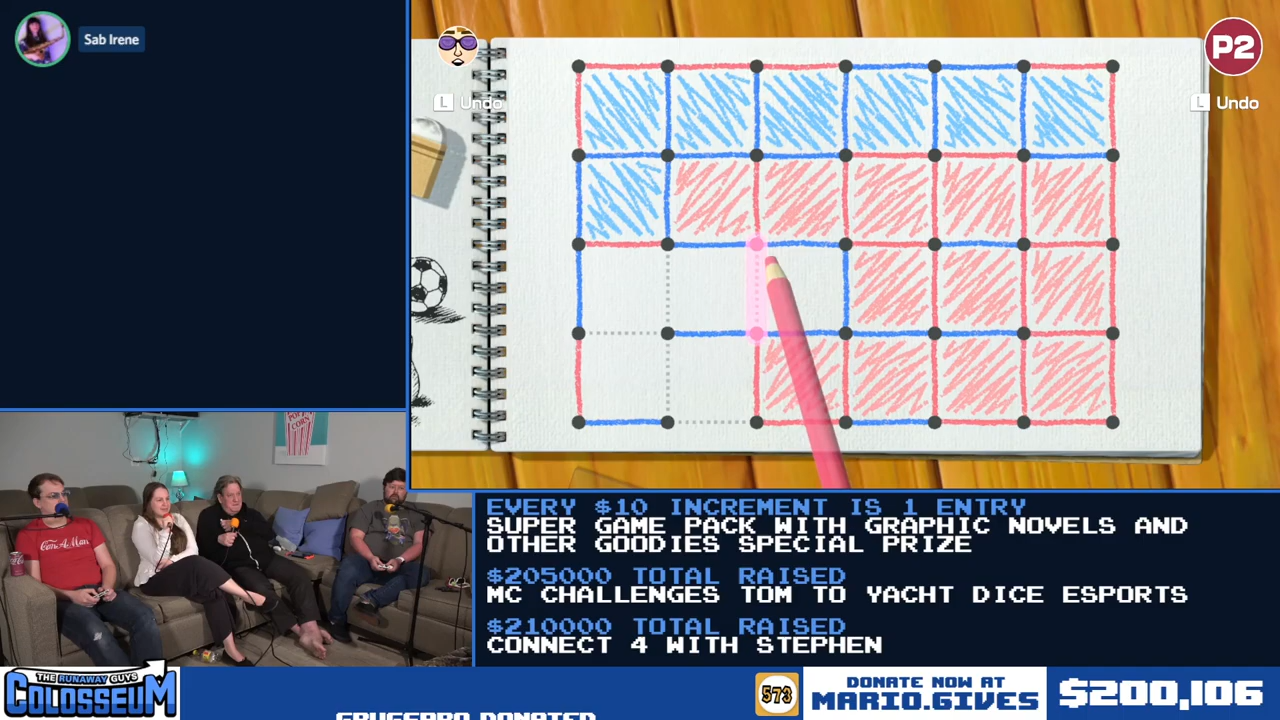 Sab Irene
L Undo
P2
L Undo
POP
CORN
EVERY $10 INCREMENT IS 1 ENTRY
SUPER GAME PACK WITH GRAPHIC NOVELS AND
OTHER GOODIES SPECIAL PRIZE
$205000 TOTAL RAISED
MC CHALLENGES TOM TO YACHT DICE ESPORTS
$210000 TOTAL RAISED
CONNECT 4 WITH STEPHEN
THE RUNAWAY GUYS
COLOSSEUM
573
DONATE NOW AT
MARIO.GIVES
$200,106